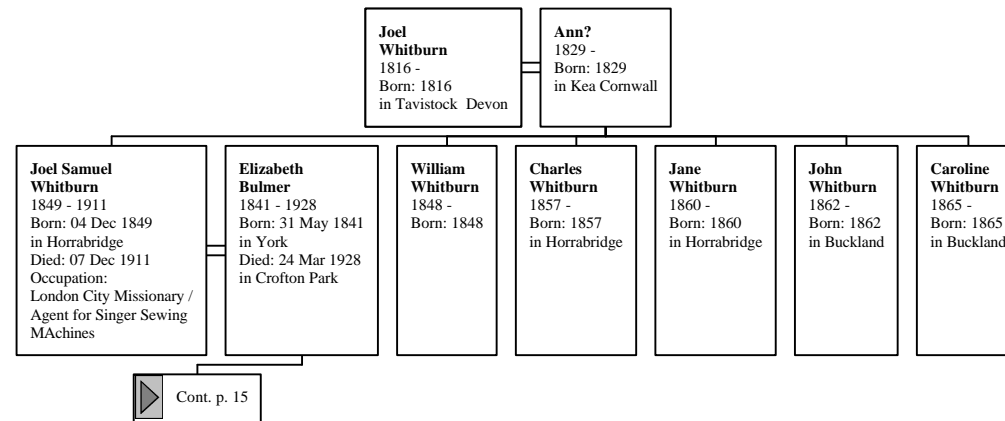 Joel
Whitburn
1816 -
Born: 1816
in Tavistock  Devon
Ann?
1829 -
Born: 1829
in Kea Cornwall
Joel Samuel
Whitburn
1849 - 1911
Born: 04 Dec 1849
in Horrabridge
Died: 07 Dec 1911
Occupation:
London City Missionary /
Agent for Singer Sewing
MAchines
Elizabeth
Bulmer
1841 - 1928
Born: 31 May 1841
in York
Died: 24 Mar 1928
in Crofton Park
William
Whitburn
1848 -
Born: 1848
Charles
Whitburn
1857 -
Born: 1857
in Horrabridge
Jane
Whitburn
1860 -
Born: 1860
in Horrabridge
John
Whitburn
1862 -
Born: 1862
in Buckland
Caroline
Whitburn
1865 -
Born: 1865
in Buckland
Cont. p. 15